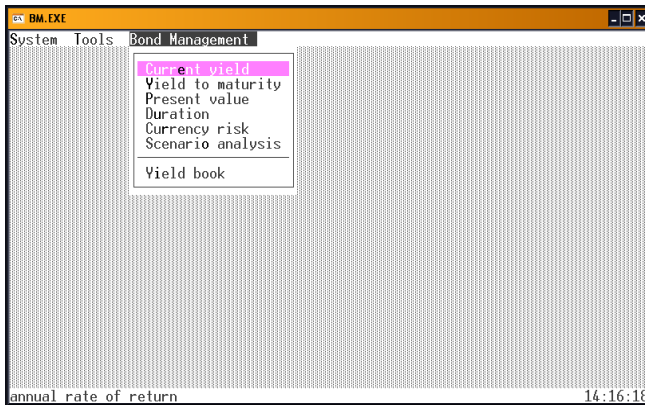 BM.EXE
System Tools Bond Management
Current yield
Yield to maturity
Present value
Duration
Currency risk
Scenario analysis
Yield book
annual rate of return 14:16:18